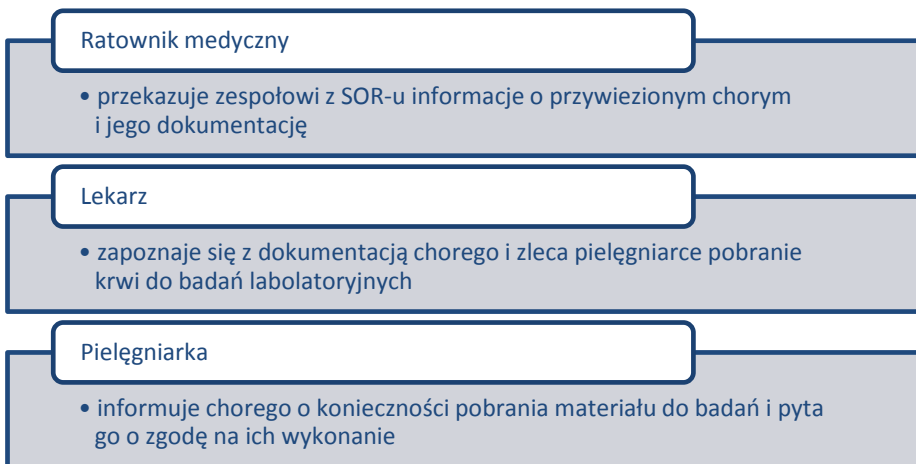 Ratownik medyczny
• przekazuje zespołowi z SOR-u informacje o przywiezionym chorym
i jego dokumentację
Lekarz
• zapoznaje się z dokumentacją chorego i zleca pielęgniarce pobranie
krwi do badań labolatoryjnych
Pielęgniarka
• informuje chorego o konieczności pobrania materiału do badań i pyta
go o zgodę na ich wykonanie